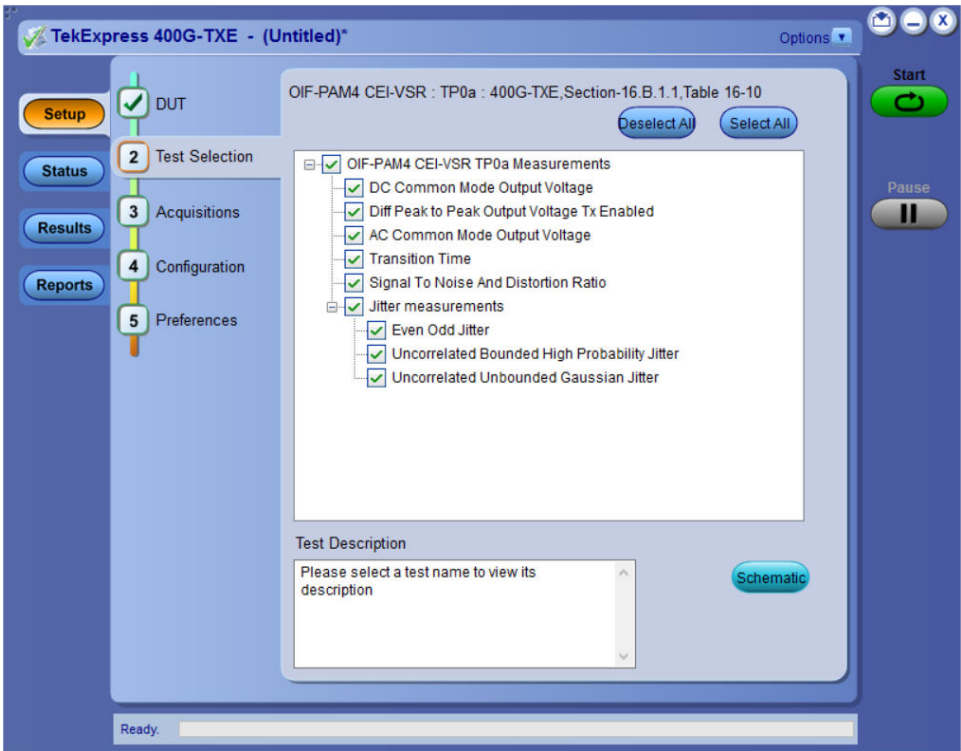 TekExpress 400G-TXE - (Untitled)*
Options
Start
Pause
Setup
Status
Results
Reports
DUT
2 Test Selection
3 Acquisitions
4 Configuration
5 Preferences
OIF-PAM4 CEI-VSR : TP0a : 400G-TXE,Section-16.B.1.1,Table 16-10
Deselect All
Select All
OIF-PAM4 CEI-VSR TP0a Measurements
DC Common Mode Output Voltage
Diff Peak to Peak Output Voltage Tx Enabled
AC Common Mode Output Voltage
Transition Time
Signal To Noise And Distortion Ratio
Jitter measurements
Even Odd Jitter
Uncorrelated Bounded High Probability Jitter
Uncorrelated Unbounded Gaussian Jitter
Test Description
Please select a test name to view its
description
Schematic
Ready.